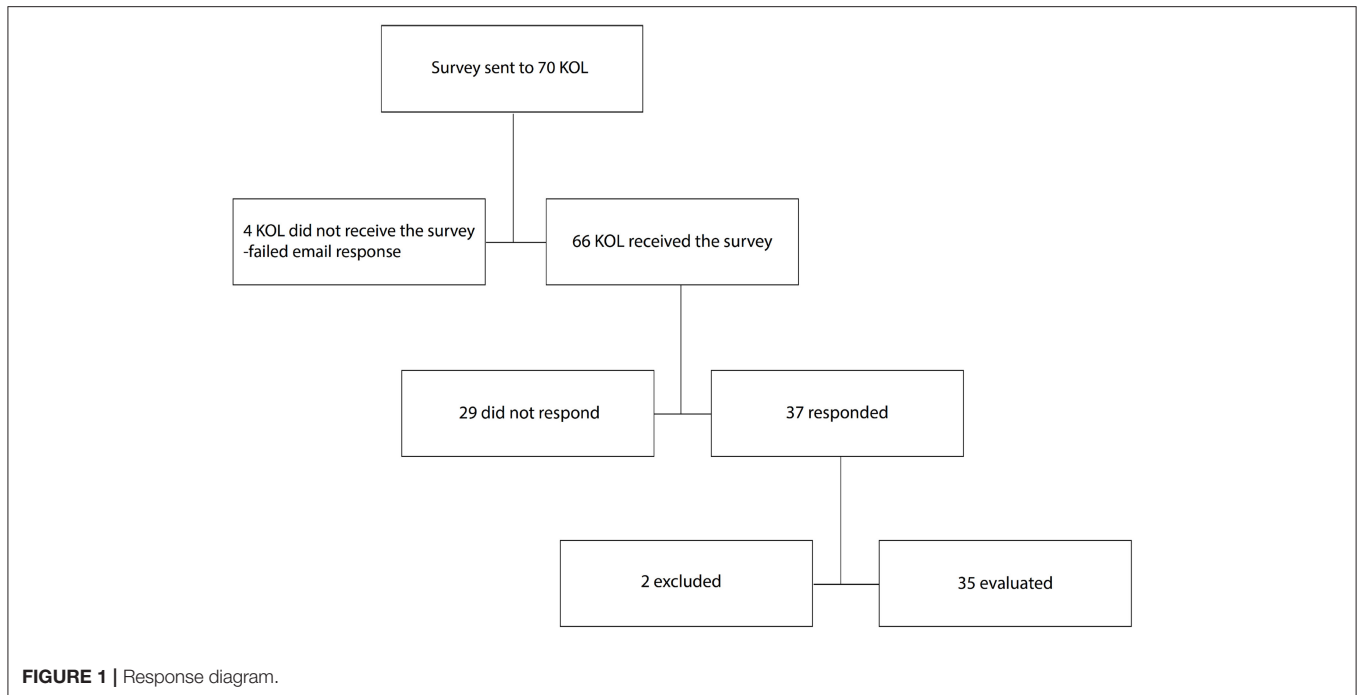 Survey sent to 70 KOL
4 KOL did not receive the survey
-failed email response
66 KOL received the survey
29 did not respond
37 responded
2 excluded
35 evaluated
FIGURE 1 | Response diagram.